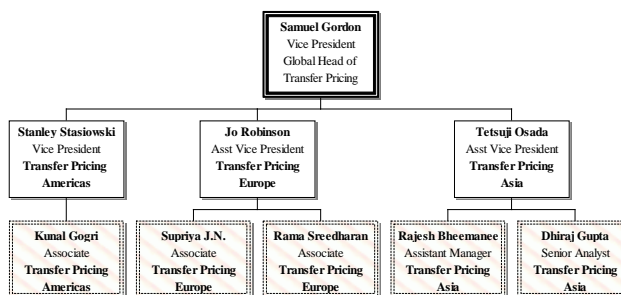 Samuel Gordon
Vice President
Global Head of
Transfer Pricing
Stanley Stasiowski
Vice President
Transfer Pricing
Americas
Jo Robinson
Asst Vice President
Transfer Pricing
Europe
Tetsuji Osada
Asst Vice President
Transfer Pricing
Asia
Kunal Gogri
Associate
Transfer Pricing
Americas
Supriya J.N.
Associate
Transfer Pricing
Europe
Rama Sreedharan
Associate
Transfer Pricing
Europe
Rajesh Bheemanee
Assistant Manager
Transfer Pricing
Asia
Dhiraj Gupta
Senior Analyst
Transfer Pricing
Asia